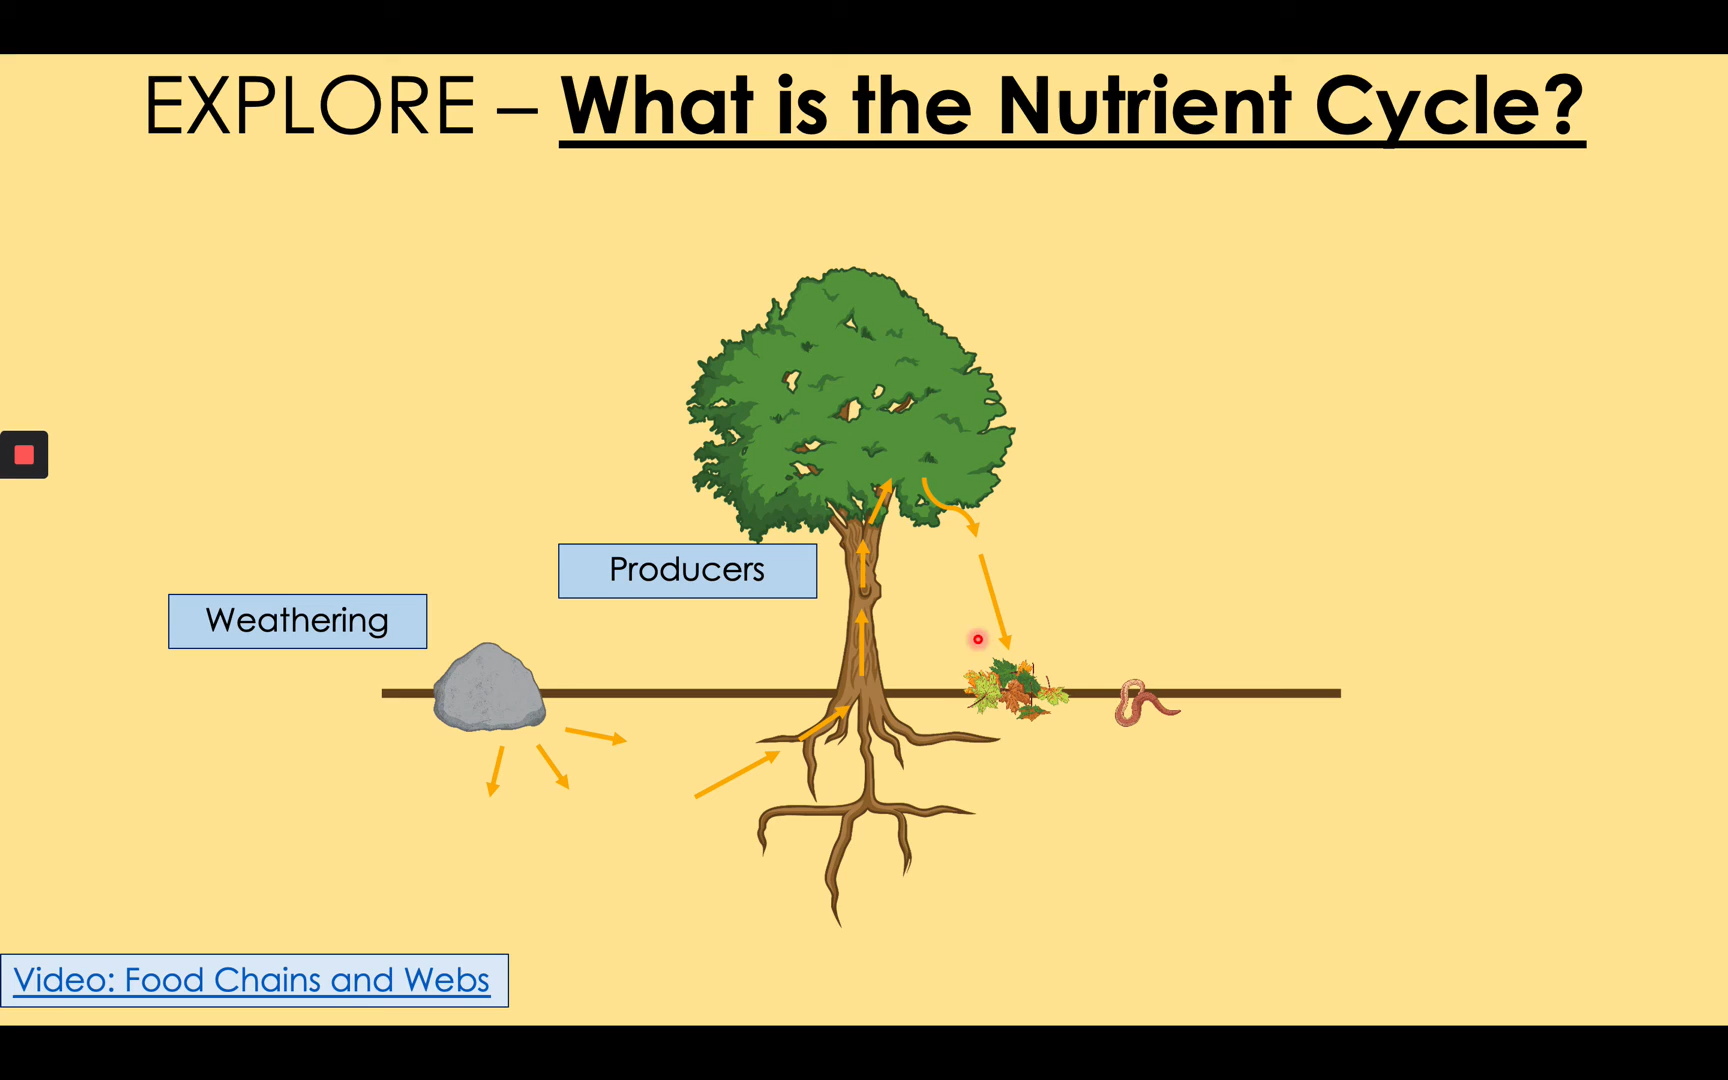 EXPLORE – What is the Nutrient Cycle?
Producers
Weathering
Video: Food Chains and Webs